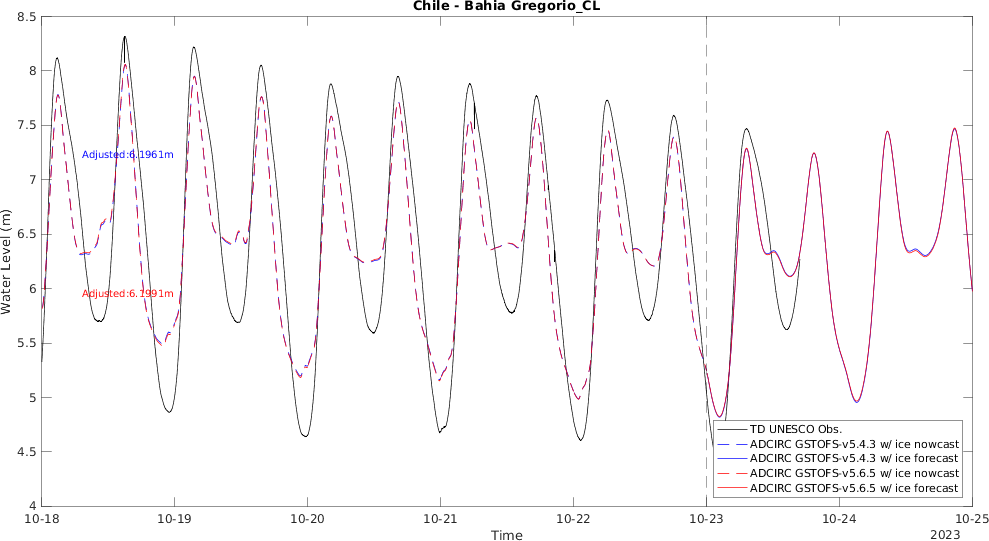 Chile - Bahia Gregorio_CL
8.5
8
7.5
7
6.5
6
5.5
5
4.5
4
Water Level (m)
Adjusted:6.1961m
Adjusted:6.1991m
TD UNESCO Obs.
ADCIRC GSTOFS-v5.4.3 w/ ice nowcast
ADCIRC GSTOFS-v5.4.3 w/ ice forecast
ADCIRC GSTOFS-v5.6.5 w/ ice nowcast
ADCIRC GSTOFS-v5.6.5 w/ ice forecast
10-18 10-19 10-20 10-21 10-22 10-23 10-24 10-25
Time
2023